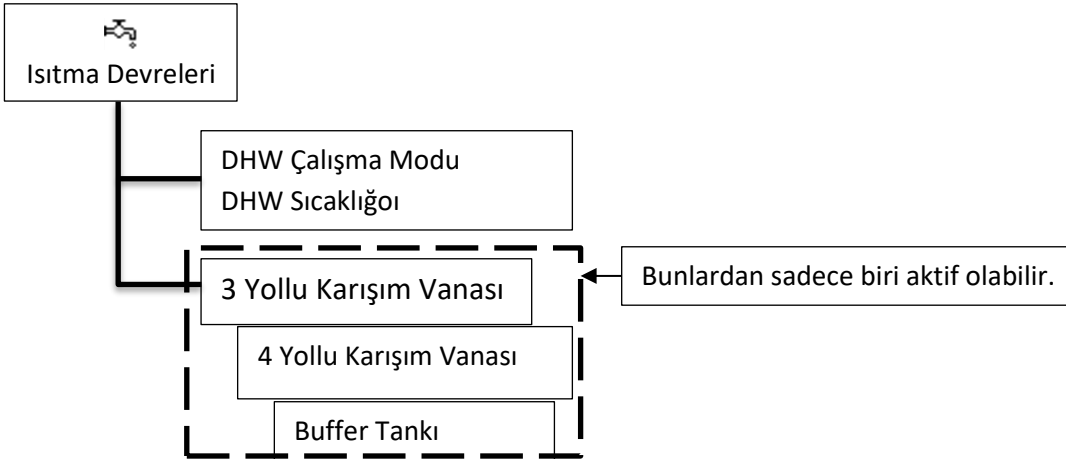 Isıtma Devreleri
DHW Çalışma Modu
DHW Sıcaklığoı
3 Yollu Karışım Vanası
Bunlardan sadece biri aktif olabilir.
4 Yollu Karışım Vanası
Buffer Tankı